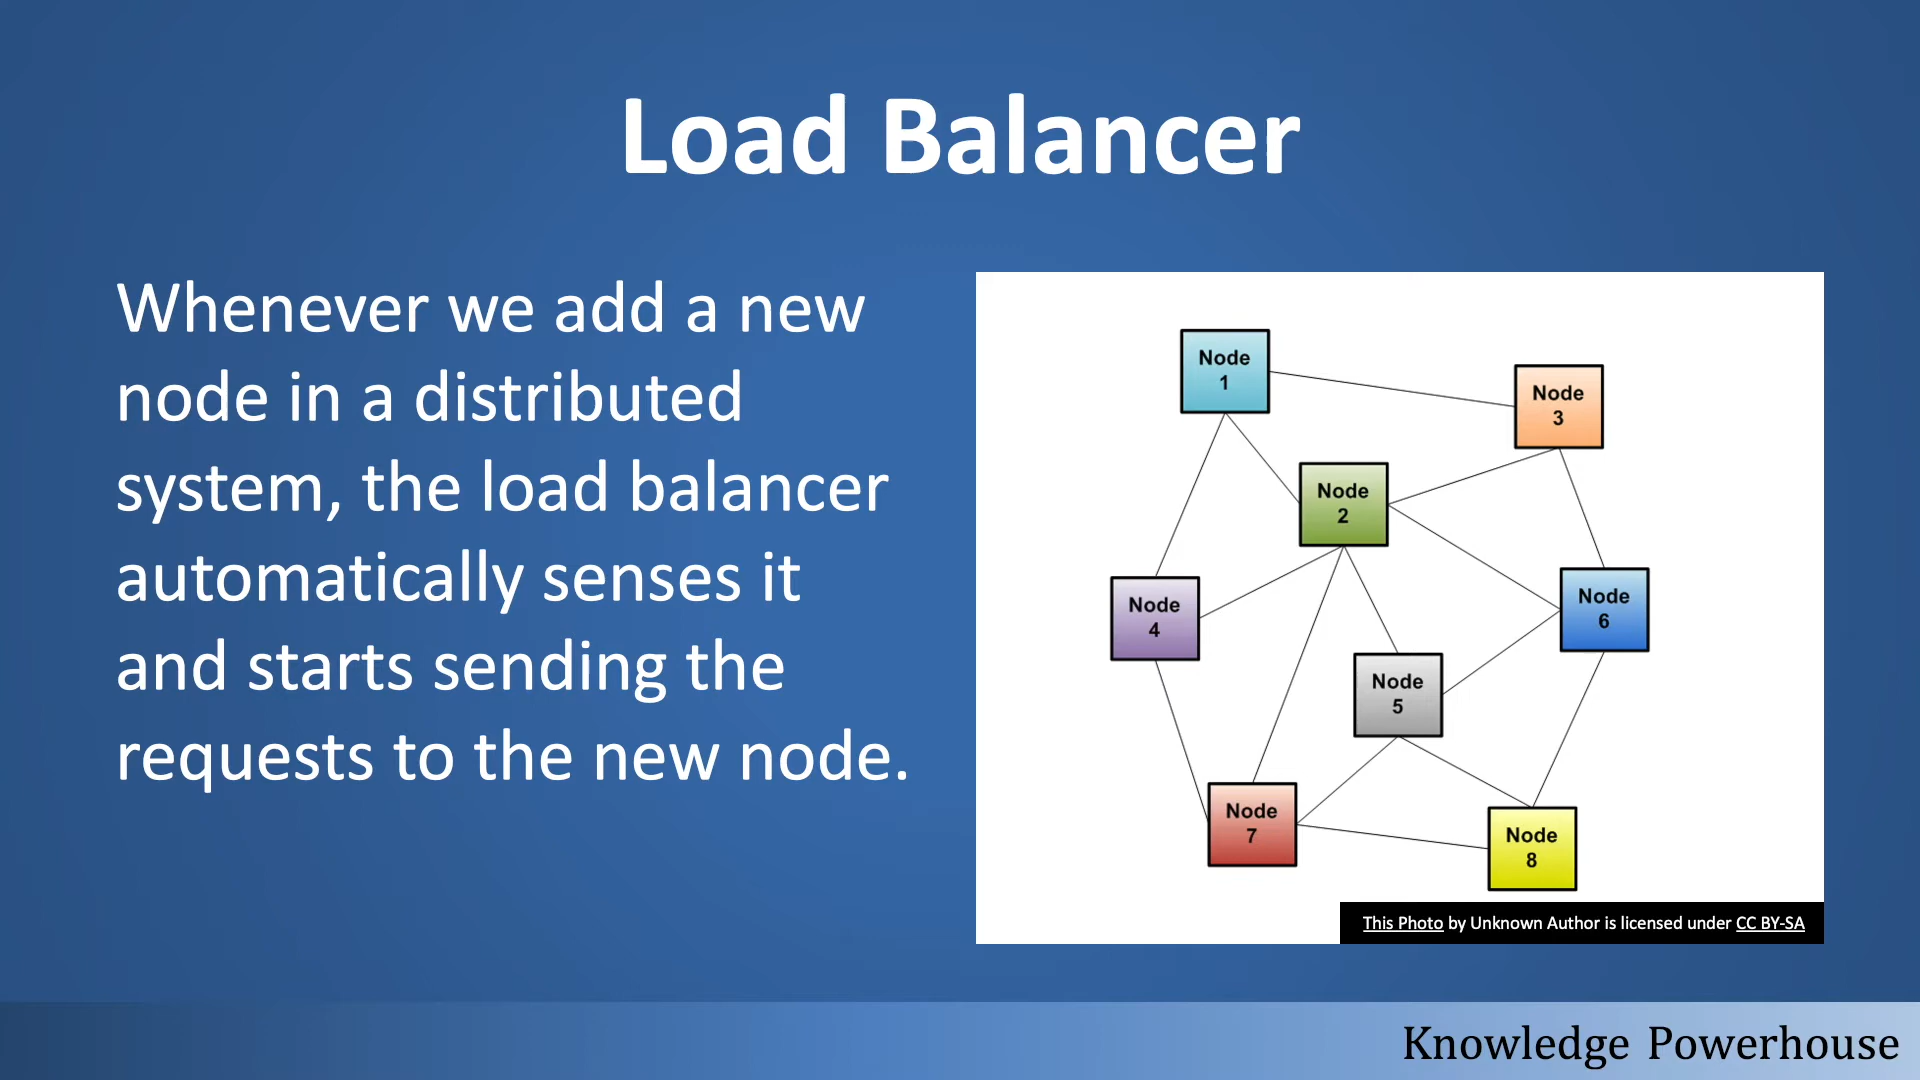 Load Balancer
Whenever we add a new
node in a distributed
system, the load balancer
automatically senses it
and starts sending the
requests to the new node.
Node
1
Node
3
Node
2
Node
4
Node
6
Node
5
Node
7
Node
8
This Photo by Unknown Author is licensed under CC BY-SA
Knowledge Powerhouse